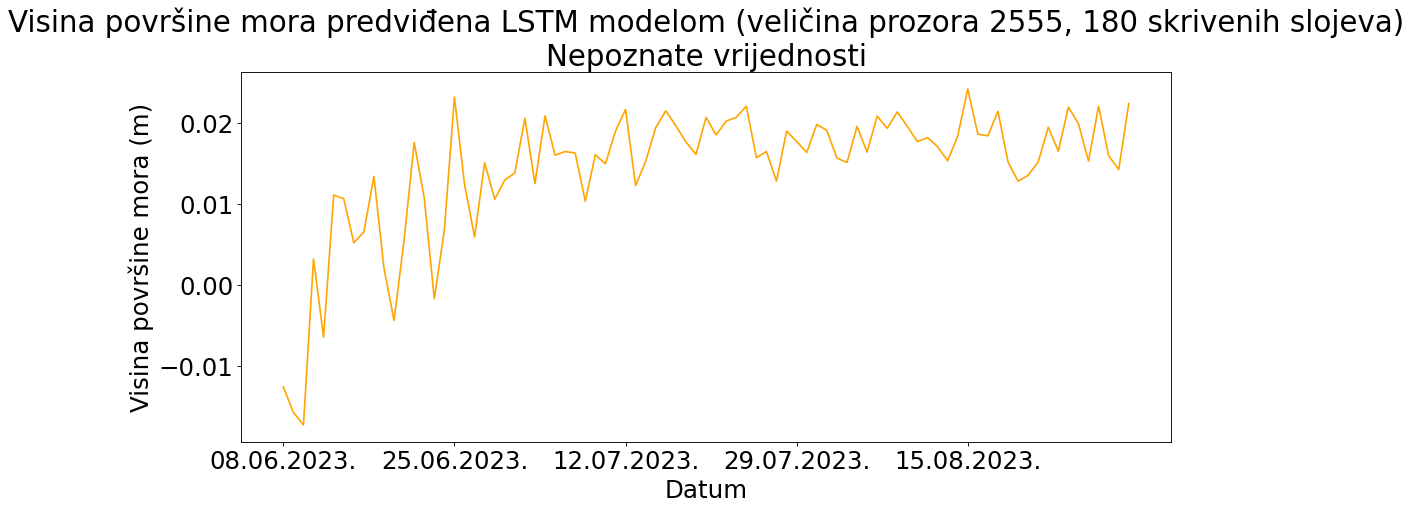 Visina površine mora predviđena LSTM modelom (veličina prozora 2555, 180 skrivenih slojeva)
Nepoznate vrijednosti
Visina površine mora (m)
0.02
0.01
0.00
−0.01
08.06.2023.
25.06.2023.
12.07.2023.
29.07.2023.
15.08.2023.
Datum